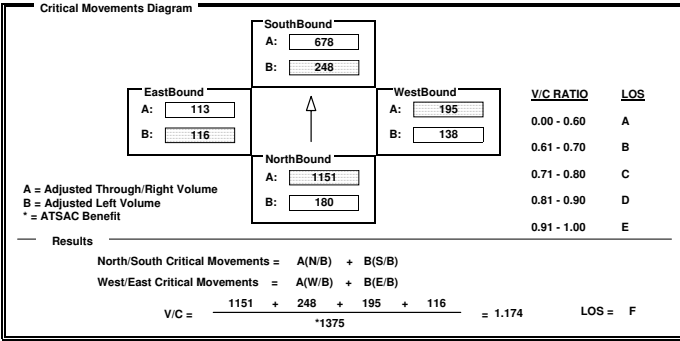 Critical Movements Diagram
SouthBound
A: 678
B: 248
EastBound
A: 113
B: 116
WestBound
A: 195
B: 138
NorthBound
A: 1151
B: 180
V/C RATIO LOS
0.00 - 0.60 A
0.61 - 0.70 B
0.71 - 0.80 C
0.81 - 0.90 D
0.91 - 1.00 E
A = Adjusted Through/Right Volume
B = Adjusted Left Volume
* = ATSAC Benefit
Results
North/South Critical Movements = A(N/B) + B(S/B)
West/East Critical Movements = A(W/B) + B(E/B)
V/C = 1151 + 248 + 195 + 116 = 1.174 LOS = F
*1375